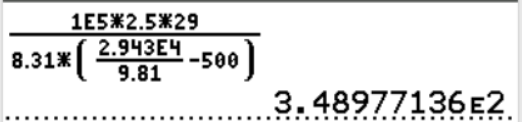 1E5*2.5*29
8.31*( 2.943E4
9.81 -500 )
3.48977136E2